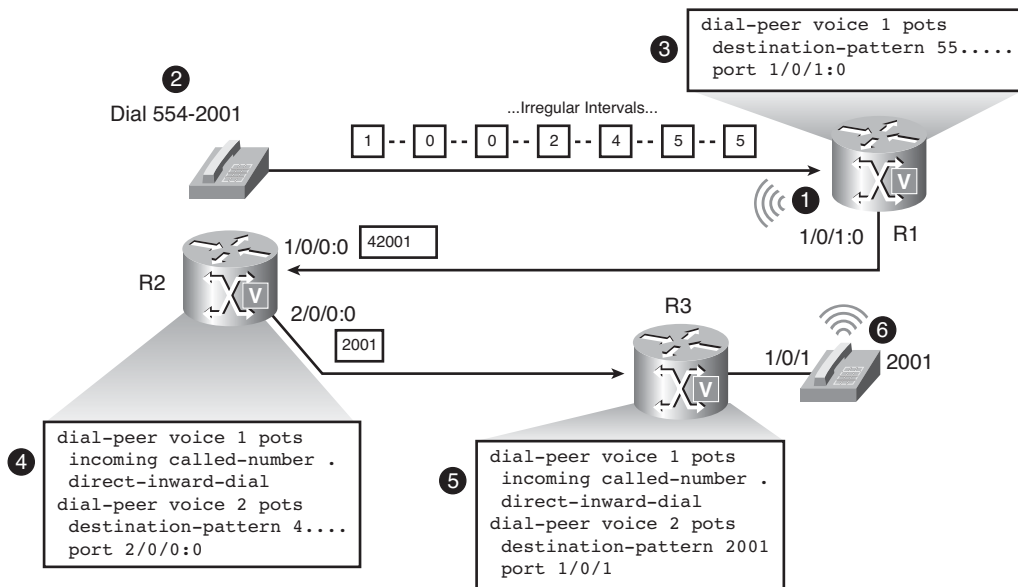 dial-peer voice 1 pots
destination-pattern 55.....
port 1/0/1:0
3
2
Dial 554-2001
...Irregular Intervals...
1 -- 0 -- 0 -- 2 -- 4 -- 5 -- 5
1
V
1/0/1:0
R1
1/0/0:0
42001
R2
V
2/0/0:0
2001
R3
V
1/0/1
6
2001
4
dial-peer voice 1 pots
incoming called-number .
direct-inward-dial
dial-peer voice 2 pots
destination-pattern 4....
port 2/0/0:0
5
dial-peer voice 1 pots
incoming called-number .
direct-inward-dial
dial-peer voice 2 pots
destination-pattern 2001
port 1/0/1